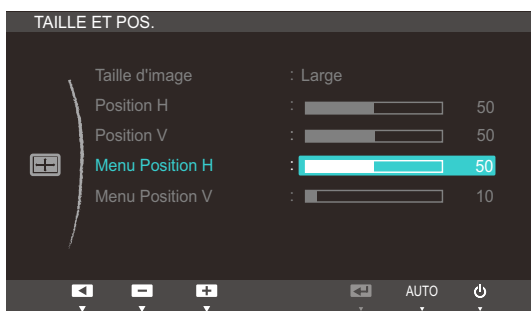 TAILLE ET POS.
Taille d'image : Large
Position H : 50
Position V : 50
Menu Position H : 50
Menu Position V : 10
AUTO